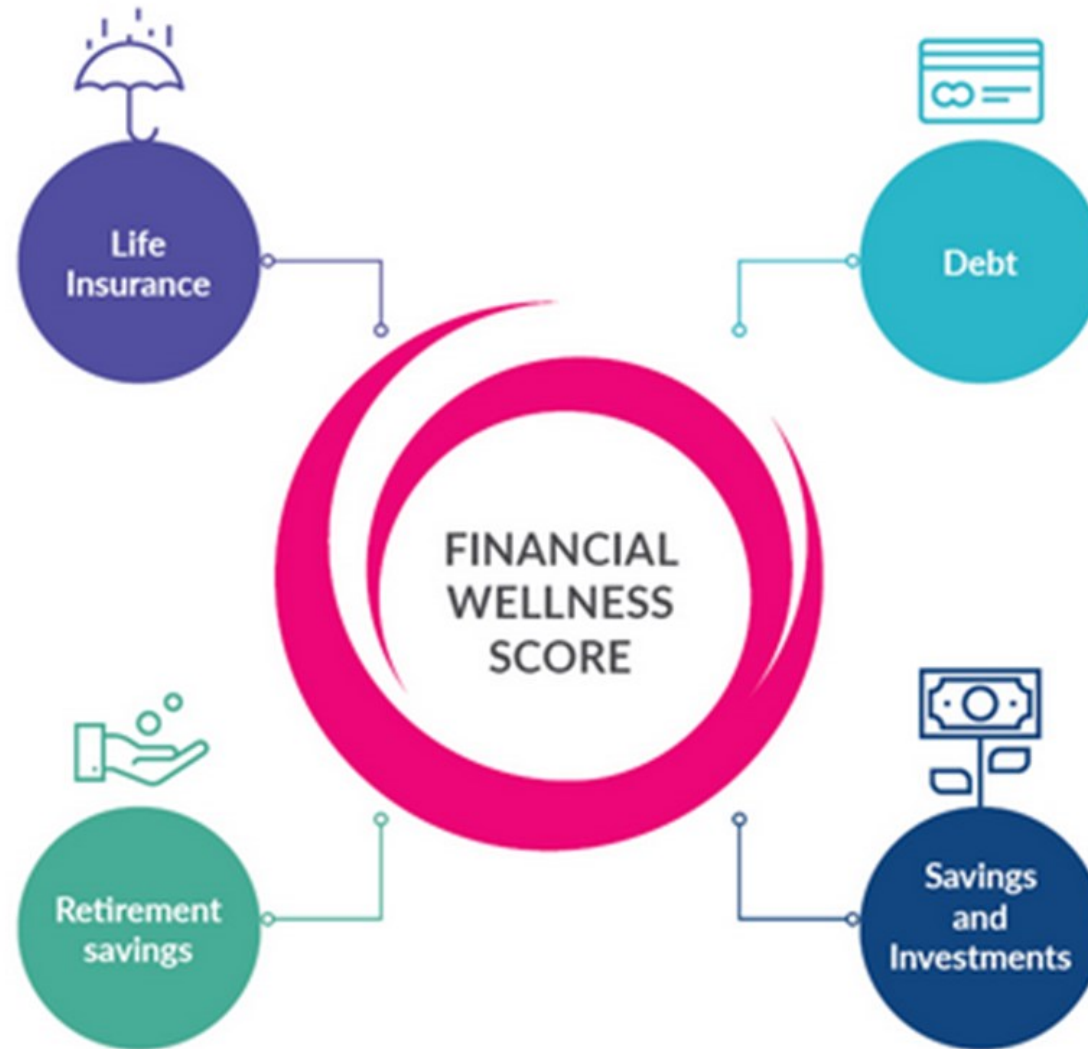 Life
Insurance
Debt
FINANCIAL
WELLNESS
SCORE
Retirement
savings
Savings
and
Investments